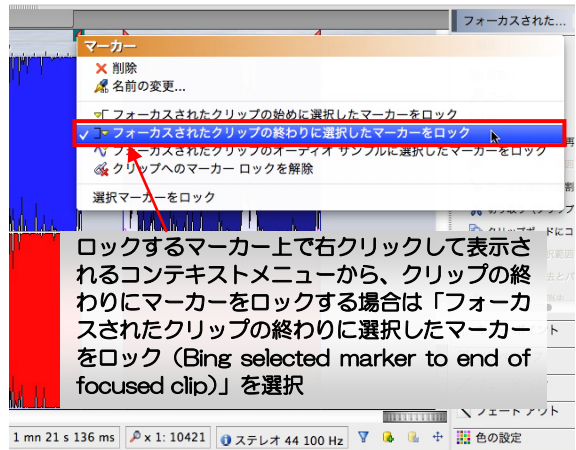 フォーカスされた...
マーカー
削除
名前の変更...
フォーカスされたクリップの始めに選択したマーカーをロック
フォーカスされたクリップの終わりに選択したマーカーをロック
フォーカスされたクリップのオーディオ サンプルに選択したマーカーをロック
クリップへのマーカー ロックを解除
選択マーカーをロック
ロックするマーカー上で右クリックして表示さ
れるコンテキストメニューから、クリップの終
わりにマーカーをロックする場合は「フォーカ
スされたクリップの終わりに選択したマーカー
をロック（Bing selected marker to end of
focused clip)」を選択
フェード アウト
1 mn 21 s 136 ms
x 1: 10421
ステレオ 44 100 Hz
色の設定